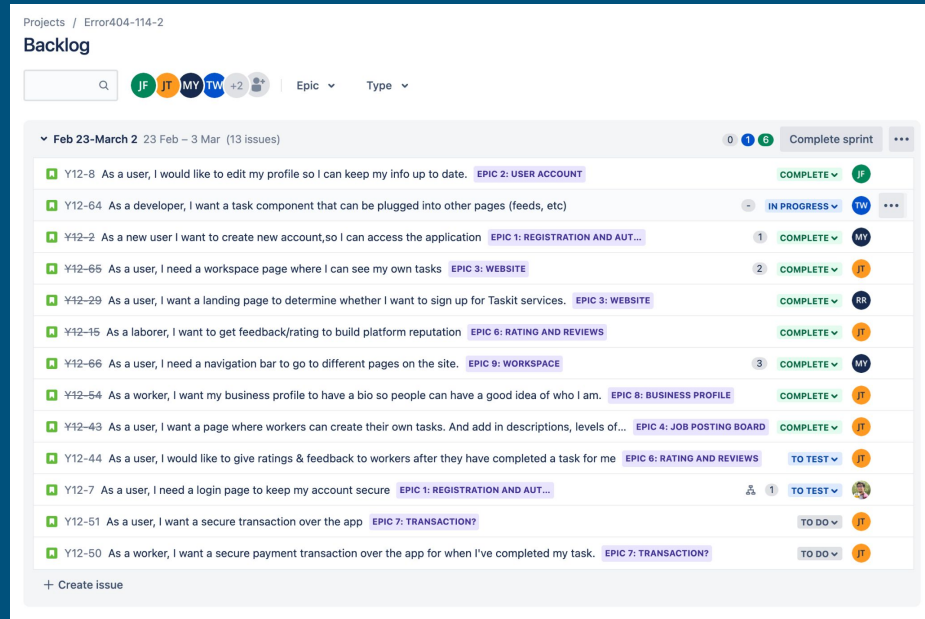 Projects / Error404-114-2
Backlog
JF JT MY TW +2 Epic Type
Feb 23-March 2 23 Feb – 3 Mar (13 issues) 0 1 6 Complete sprint ...
Y12-8 As a user, I would like to edit my profile so I can keep my info up to date. EPIC 2: USER ACCOUNT COMPLETE JF
Y12-64 As a developer, I want a task component that can be plugged into other pages (feeds, etc) - IN PROGRESS TW ...
Y12-2 As a new user I want to create new account,so I can access the application EPIC 1: REGISTRATION AND AUT... 1 COMPLETE MY
Y12-65 As a user, I need a workspace page where I can see my own tasks EPIC 3: WEBSITE 2 COMPLETE JT
Y12-29 As a user, I want a landing page to determine whether I want to sign up for Taskit services. EPIC 3: WEBSITE COMPLETE RR
Y12-15 As a laborer, I want to get feedback/rating to build platform reputation EPIC 6: RATING AND REVIEWS COMPLETE JT
Y12-66 As a user, I need a navigation bar to go to different pages on the site. EPIC 9: WORKSPACE 3 COMPLETE MY
Y12-54 As a worker, I want my business profile to have a bio so people can have a good idea of who I am. EPIC 8: BUSINESS PROFILE COMPLETE JT
Y12-43 As a user, I want a page where workers can create their own tasks. And add in descriptions, levels of... EPIC 4: JOB POSTING BOARD COMPLETE JT
Y12-44 As a user, I would like to give ratings & feedback to workers after they have completed a task for me EPIC 6: RATING AND REVIEWS TO TEST JT
Y12-7 As a user, I need a login page to keep my account secure EPIC 1: REGISTRATION AND AUT... 1 TO TEST
Y12-51 As a user, I want a secure transaction over the app EPIC 7: TRANSACTION? TO DO JT
Y12-50 As a worker, I want a secure payment transaction over the app for when I've completed my task. EPIC 7: TRANSACTION? TO DO JT
+ Create issue